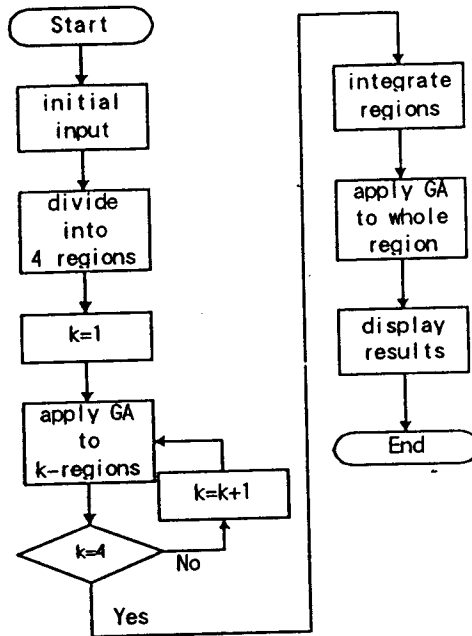 Start
initial
input
divide
into
4 regions
k=1
apply GA
to
k-regions
k=k+1
k=4
No
Yes
integrate
regions
apply GA
to whole
region
display
results
End